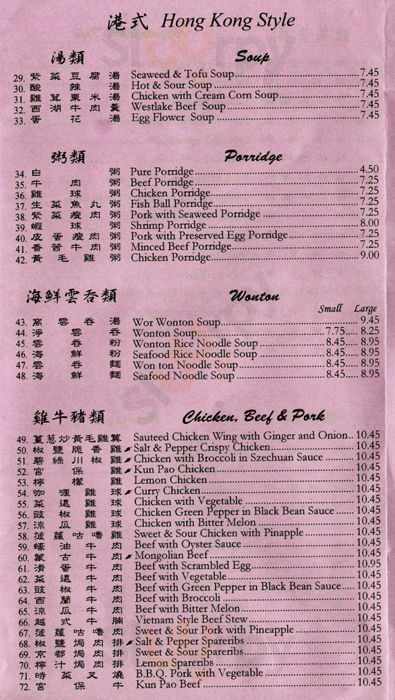 港式 Hong Kong Style
湯類 Soup
29. 紫菜豆腐湯 Seaweed & Tofu Soup 7.45
30. 酸辣湯 Hot & Sour Soup 7.45
31. 雞茸粟米湯 Chicken with Cream Corn Soup 7.45
32. 西湖牛肉羹 Westlake Beef Soup 7.45
33. 蛋花湯 Egg Flower Soup 7.45
粥類 Porridge
34. 白粥 Pure Porridge 4.50
35. 牛肉粥 Beef Porridge 7.25
36. 雞球粥 Chicken Porridge 7.25
37. 生菜魚丸粥 Fish Ball Porridge 7.25
38. 紫菜瘦肉粥 Pork with Seaweed Porridge 7.25
39. 蝦球粥 Shrimp Porridge 8.00
40. 皮蛋瘦肉粥 Pork with Preserved Egg Porridge 7.25
41. 香茜牛肉粥 Minced Beef Porridge 7.25
42. 黃毛雞粥 Chicken Porridge 9.00
海鮮雲吞類 Wonton
Small Large
43. 窩雲吞湯 Wor Wonton Soup 9.45
44. 淨雲吞 Wonton Soup 7.75 8.25
45. 雲吞粉 Wonton Rice Noodle Soup 8.45 8.95
46. 海鮮粉 Seafood Rice Noodle Soup 8.45 8.95
47. 雲吞麵 Won ton Noodle Soup 8.45 8.95
48. 海鮮麵 Seafood Noodle Soup 8.45 8.95
雞牛豬類 Chicken, Beef & Pork
49. 薑蔥炒黃毛雞翼 Sauteed Chicken Wing with Ginger and Onion.. 10.45
50. 椒鹽脆香雞 Salt & Pepper Crispy Chicken 10.45
51. 碧綠川椒雞 Chicken with Broccoli in Szechuan Sauce 10.45
52. 宮保雞 Kun Pao Chicken 10.45
53. 檸檬雞 Lemon Chicken 10.45
54. 咖喱雞球 Curry Chicken 10.45
55. 菜遠雞球 Chicken with Vegetable 10.45
56. 豉椒雞球 Chicken Green Pepper in Black Bean Sauce 10.45
57. 涼瓜雞球 Chicken with Bitter Melon 10.45
58. 菠蘿咕嚕雞 Sweet & Sour Chicken with Pinapple 10.45
59. 蠔油牛肉 Beef with Oyster Sauce 10.45
60. 蒙古牛肉 Mongolian Beef 10.45
61. 滑蛋牛肉 Beef with Scrambled Egg 10.95
62. 菜遠牛肉 Beef with Vegetable 10.45
63. 豉椒牛肉 Beef with Green Pepper in Black Bean Sauce 10.45
64. 西蘭牛肉 Beef with Broccoli 10.45
65. 涼瓜牛肉 Beef with Bitter Melon 10.45
66. 越式牛腩 Vietnam Style Beef Stew 10.45
67. 菠蘿咕嚕肉 Sweet & Sour Pork with Pineapple 10.45
68. 椒鹽焗肉排 Salt & Pepper Spareribs 10.45
69. 京都焗肉排 Sweet & Sour Spareribs 10.45
70. 檸汁焗肉排 Lemon Spareribs 10.45
71. 時菜叉燒 B.B.Q. Pork with Vegetable 10.45
72. 宮保牛 Kun Pao Beef 10.45